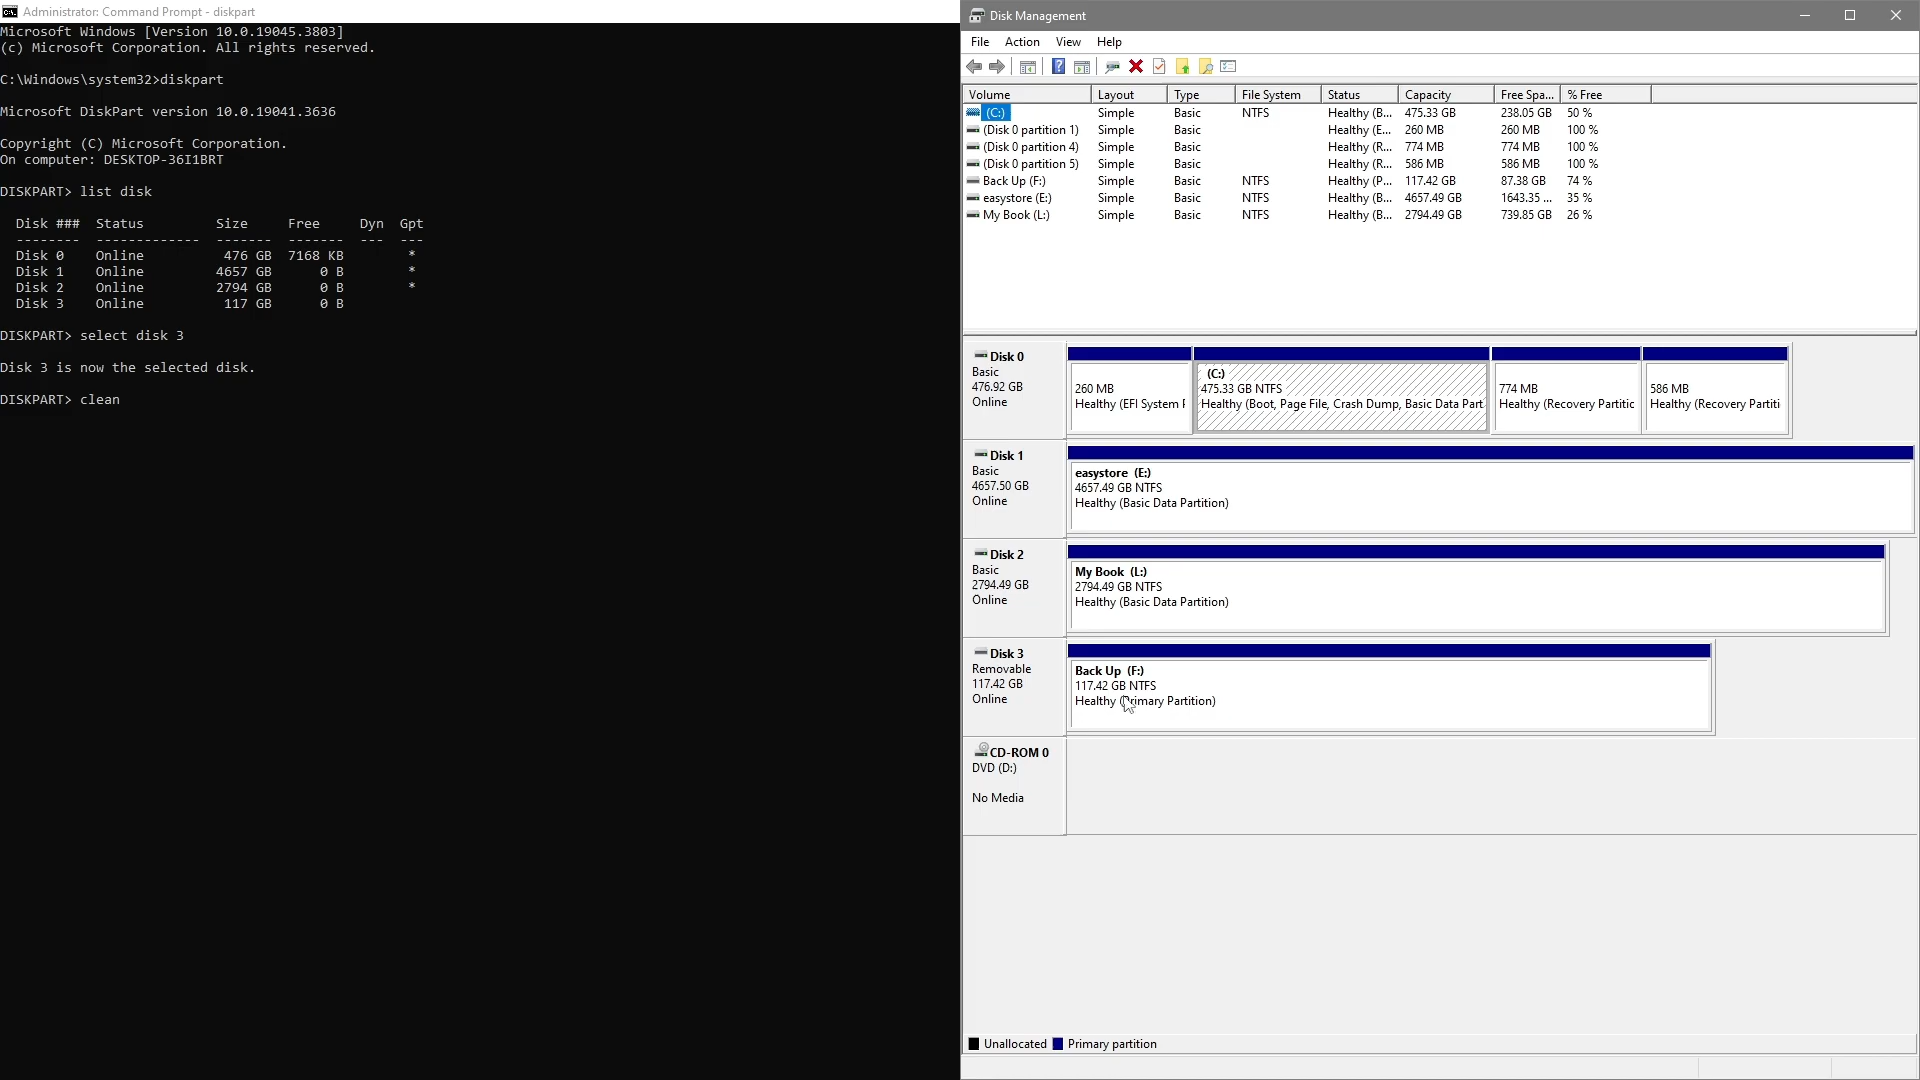 Administrator: Command Prompt - diskpart
Microsoft Windows [Version 10.0.19045.3803]
(c) Microsoft Corporation. All rights reserved.
C:\Windows\system32>diskpart
Microsoft DiskPart version 10.0.19041.3636
Copyright (C) Microsoft Corporation.
On computer: DESKTOP-36I1BRT
DISKPART> list disk
Disk ### Status Size Free Dyn Gpt
-------- ------------- ------- ------- --- ---
Disk 0 Online 476 GB 7168 KB *
Disk 1 Online 4657 GB 0 B *
Disk 2 Online 2794 GB 0 B *
Disk 3 Online 117 GB 0 B
DISKPART> select disk 3
Disk 3 is now the selected disk.
DISKPART> clean
Disk Management
File Action View Help
Volume Layout Type File System Status Capacity Free Spa... % Free
(C:) Simple Basic NTFS Healthy (B... 475.33 GB 238.05 GB 50 %
(Disk 0 partition 1) Simple Basic Healthy (E... 260 MB 260 MB 100 %
(Disk 0 partition 4) Simple Basic Healthy (R... 774 MB 774 MB 100 %
(Disk 0 partition 5) Simple Basic Healthy (R... 586 MB 586 MB 100 %
Back Up (F:) Simple Basic NTFS Healthy (P... 117.42 GB 87.38 GB 74 %
easystore (E:) Simple Basic NTFS Healthy (B... 4657.49 GB 1643.35 ... 35 %
My Book (L:) Simple Basic NTFS Healthy (B... 2794.49 GB 739.85 GB 26 %
Disk 0
Basic
476.92 GB
Online
260 MB
Healthy (EFI System P
(C:)
475.33 GB NTFS
Healthy (Boot, Page File, Crash Dump, Basic Data Part
774 MB
Healthy (Recovery Partitic
586 MB
Healthy (Recovery Partiti
Disk 1
Basic
4657.50 GB
Online
easystore (E:)
4657.49 GB NTFS
Healthy (Basic Data Partition)
Disk 2
Basic
2794.49 GB
Online
My Book (L:)
2794.49 GB NTFS
Healthy (Basic Data Partition)
Disk 3
Removable
117.42 GB
Online
Back Up (F:)
117.42 GB NTFS
Healthy (Primary Partition)
CD-ROM 0
DVD (D:)
No Media
Unallocated Primary partition